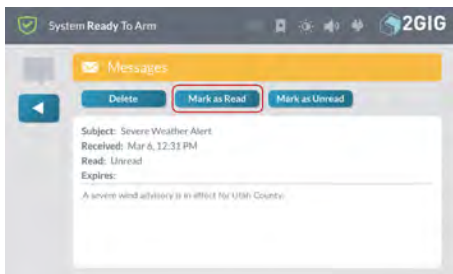 System Ready To Arm
2GIG
Messages
Delete
Mark as Read
Mark as Unread
Subject: Severe Weather Alert
Received: Mar 6, 12:31 PM
Read: Unread
Expires:
A severe wind advisory is in effect for Utah County.